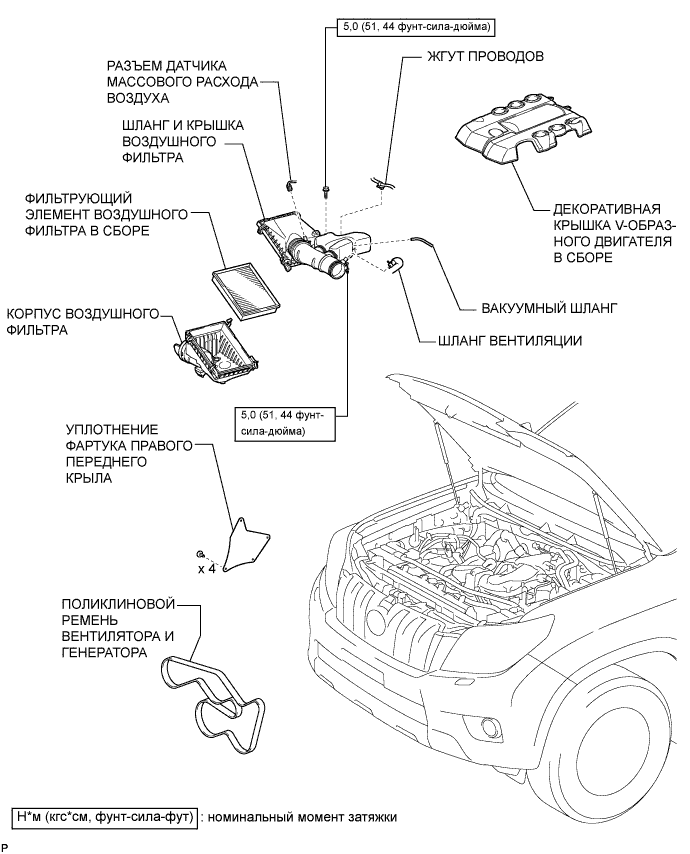 5,0 (51, 44 фунт-сила-дюйма)
ЖГУТ ПРОВОДОВ
РАЗЪЕМ ДАТЧИКА
МАССОВОГО РАСХОДА
ВОЗДУХА
ШЛАНГ И КРЫШКА
ВОЗДУШНОГО
ФИЛЬТРА
ФИЛЬТРУЮЩИЙ
ЭЛЕМЕНТ ВОЗДУШНОГО
ФИЛЬТРА В СБОРЕ
ДЕКОРАТИВНАЯ
КРЫШКА V-ОБРАЗ-
НОГО ДВИГАТЕЛЯ
В СБОРЕ
КОРПУС ВОЗДУШНОГО
ФИЛЬТРА
ВАКУУМНЫЙ ШЛАНГ
ШЛАНГ ВЕНТИЛЯЦИИ
5,0 (51, 44 фунт-
сила-дюйма)
УПЛОТНЕНИЕ
ФАРТУКА ПРАВОГО
ПЕРЕДНЕГО
КРЫЛА
x 4
ПОЛИКЛИНОВОЙ
РЕМЕНЬ
ВЕНТИЛЯТОРА И
ГЕНЕРАТОРА
Н*м (кгс*см, фунт-сила-фут) : номинальный момент затяжки
P